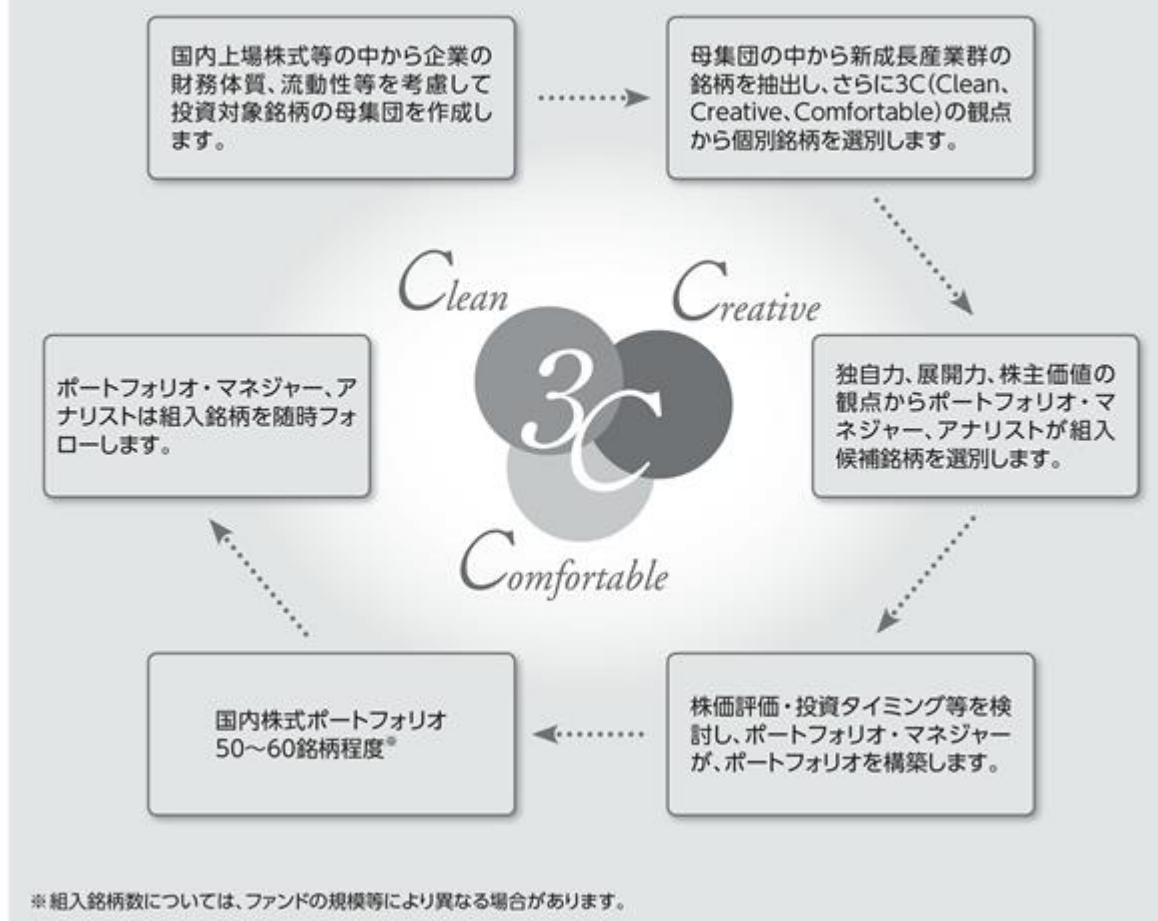 国内上場株式等の中から企業の
財務体質、流動性等を考慮して
投資対象銘柄の母集団を作成し
ます。
母集団の中から新成長産業群の
銘柄を抽出し、さらに3C(Clean、
Creative、Comfortable)の観点
から個別銘柄を選別します。
Clean
Creative
3C
Comfortable
独自力、展開力、株主価値の
観点からポートフォリオ・マ
ネジャー、アナリストが組入
候補銘柄を選別します。
株価評価・投資タイミング等を検
討し、ポートフォリオ・マネジャー
が、ポートフォリオを構築します。
国内株式ポートフォリオ
50～60銘柄程度※
ポートフォリオ・マネジャー、ア
ナリストは組入銘柄を随時フォ
ローします。
※組入銘柄数については、ファンドの規模等により異なる場合があります。